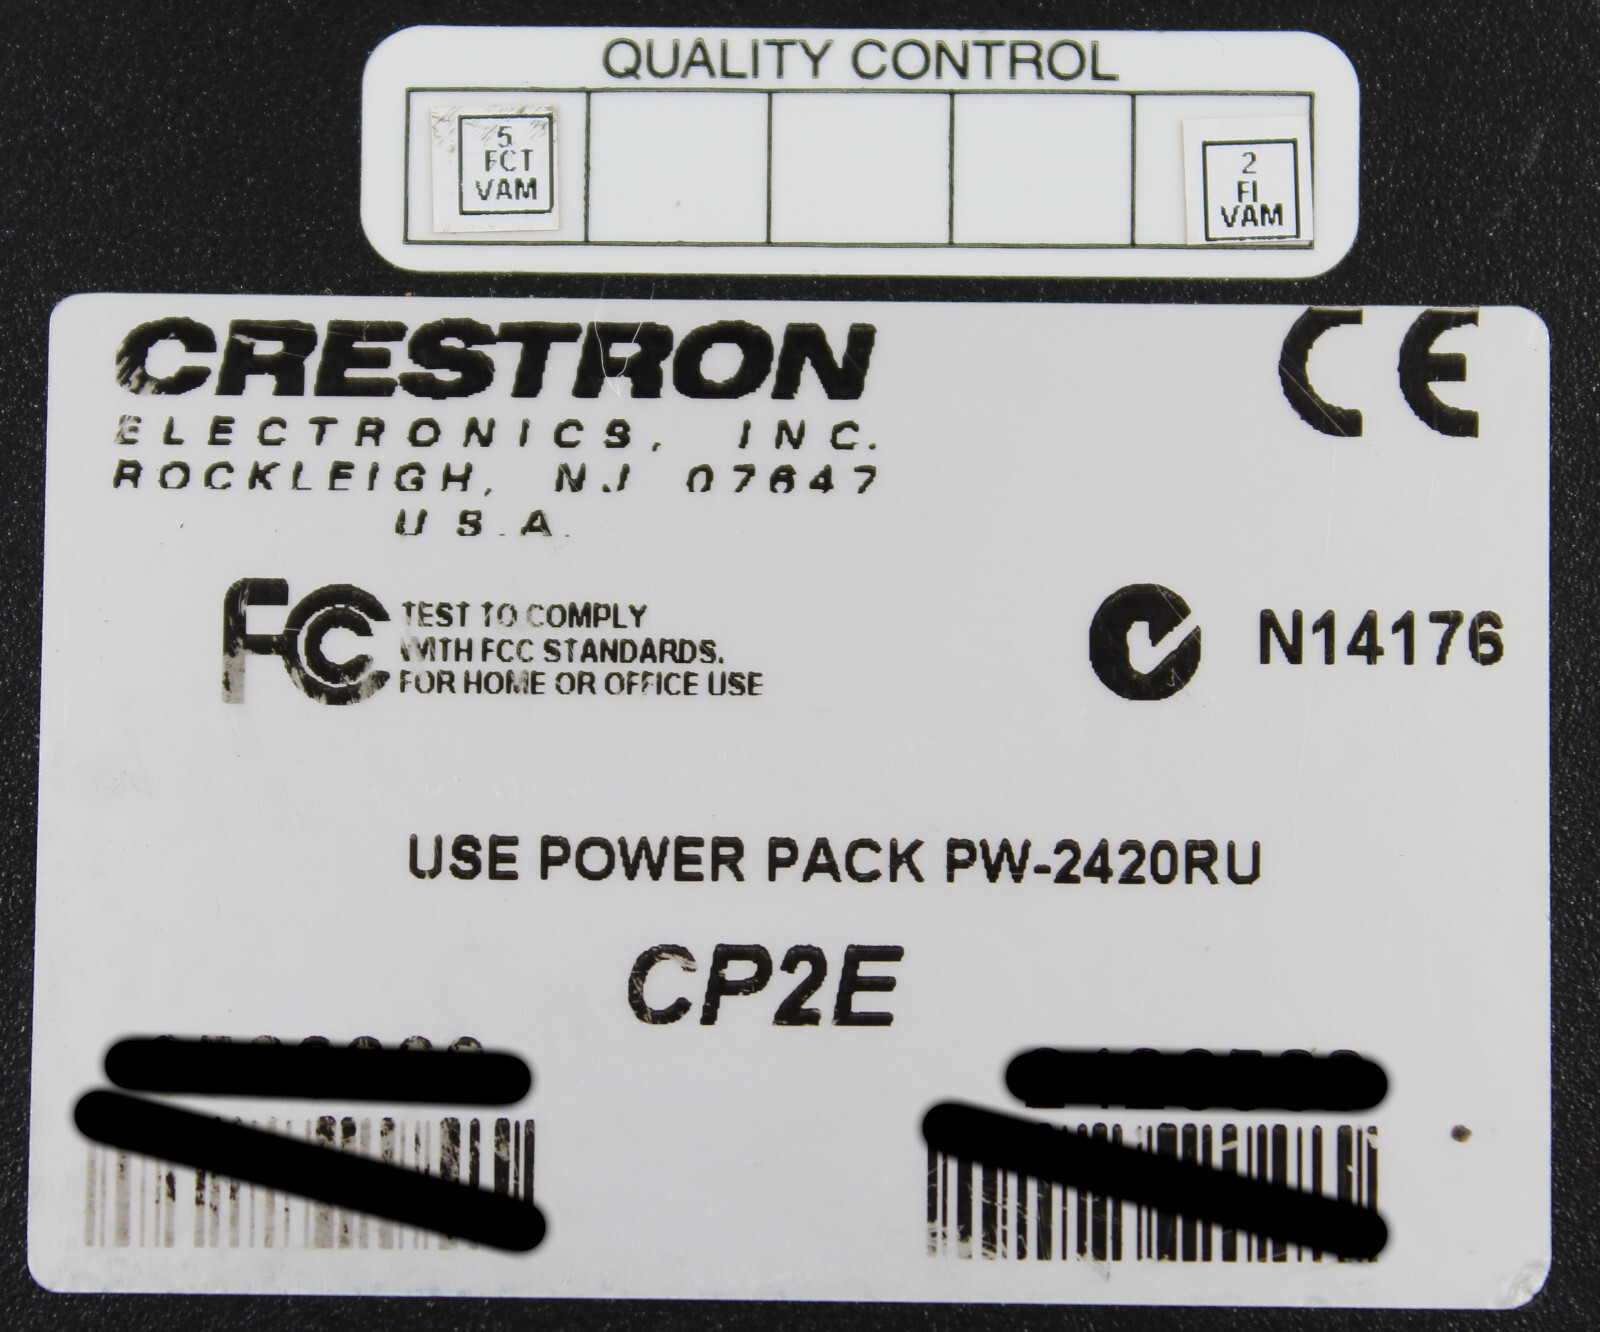 QUALITY CONTROL
5
FCT
VAM
2
FI
VAM
CRESTRON
ELECTRONICS, INC.
ROCKLEIGH, NJ 07647
U.S.A.
CE
FC TEST TO COMPLY
WITH FCC STANDARDS.
FOR HOME OR OFFICE USE
N14176
USE POWER PACK PW-2420RU
CP2E